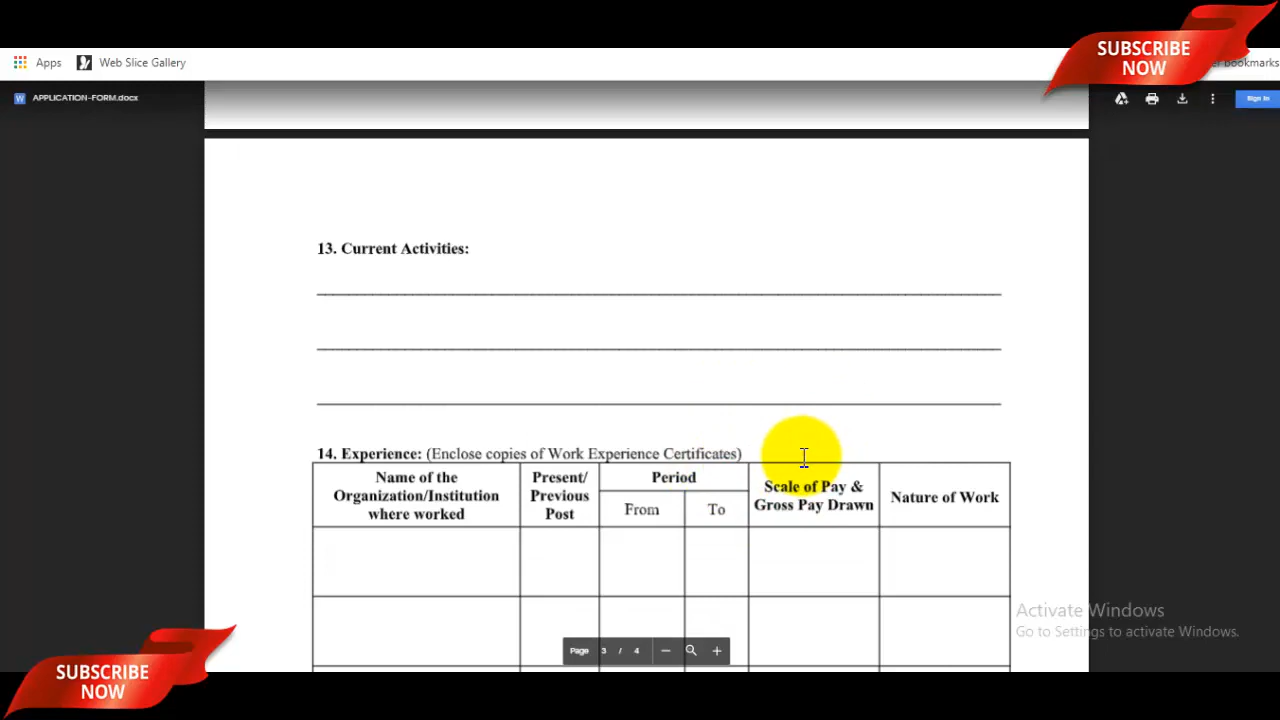 SUBSCRIBE
NOW
Apps
Web Slice Gallery
er bookmarks
APPLICATION-FORM.docx
Sign in
13. Current Activities:
14. Experience: (Enclose copies of Work Experience Certificates)
Name of the
Organization/Institution
where worked
Present/
Previous
Post
Period
From
To
Scale of Pay &
Gross Pay Drawn
Nature of Work
Activate Windows
Go to Settings to activate Windows.
Page 3 / 4
SUBSCRIBE
NOW